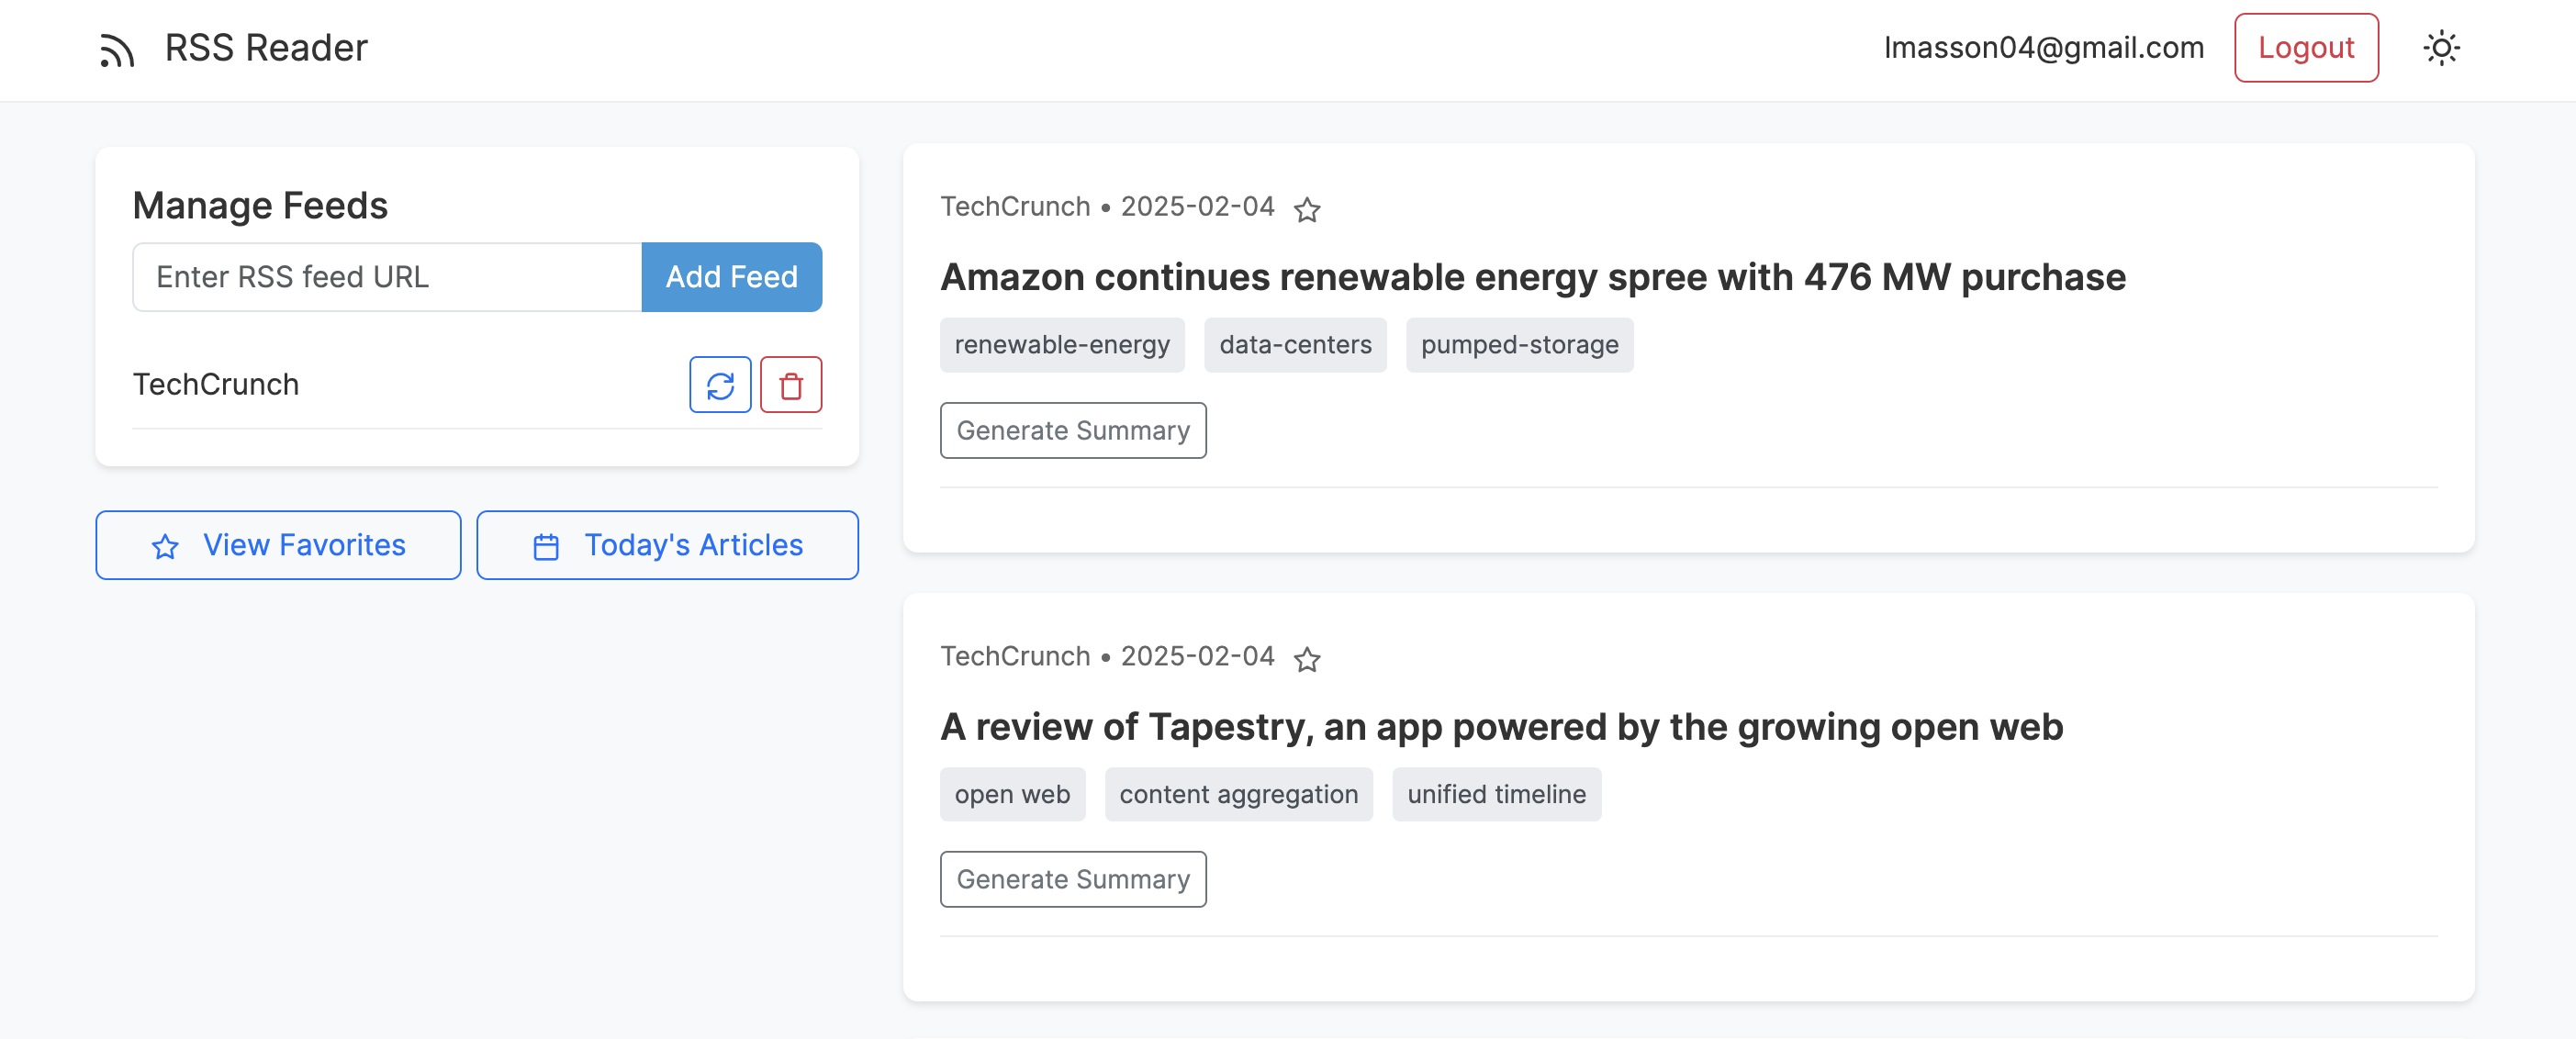 RSS Reader
lmasson04@gmail.com
Logout
Manage Feeds
Enter RSS feed URL
Add Feed
TechCrunch
View Favorites
Today's Articles
TechCrunch • 2025-02-04
Amazon continues renewable energy spree with 476 MW purchase
renewable-energy data-centers pumped-storage
Generate Summary
TechCrunch • 2025-02-04
A review of Tapestry, an app powered by the growing open web
open web content aggregation unified timeline
Generate Summary